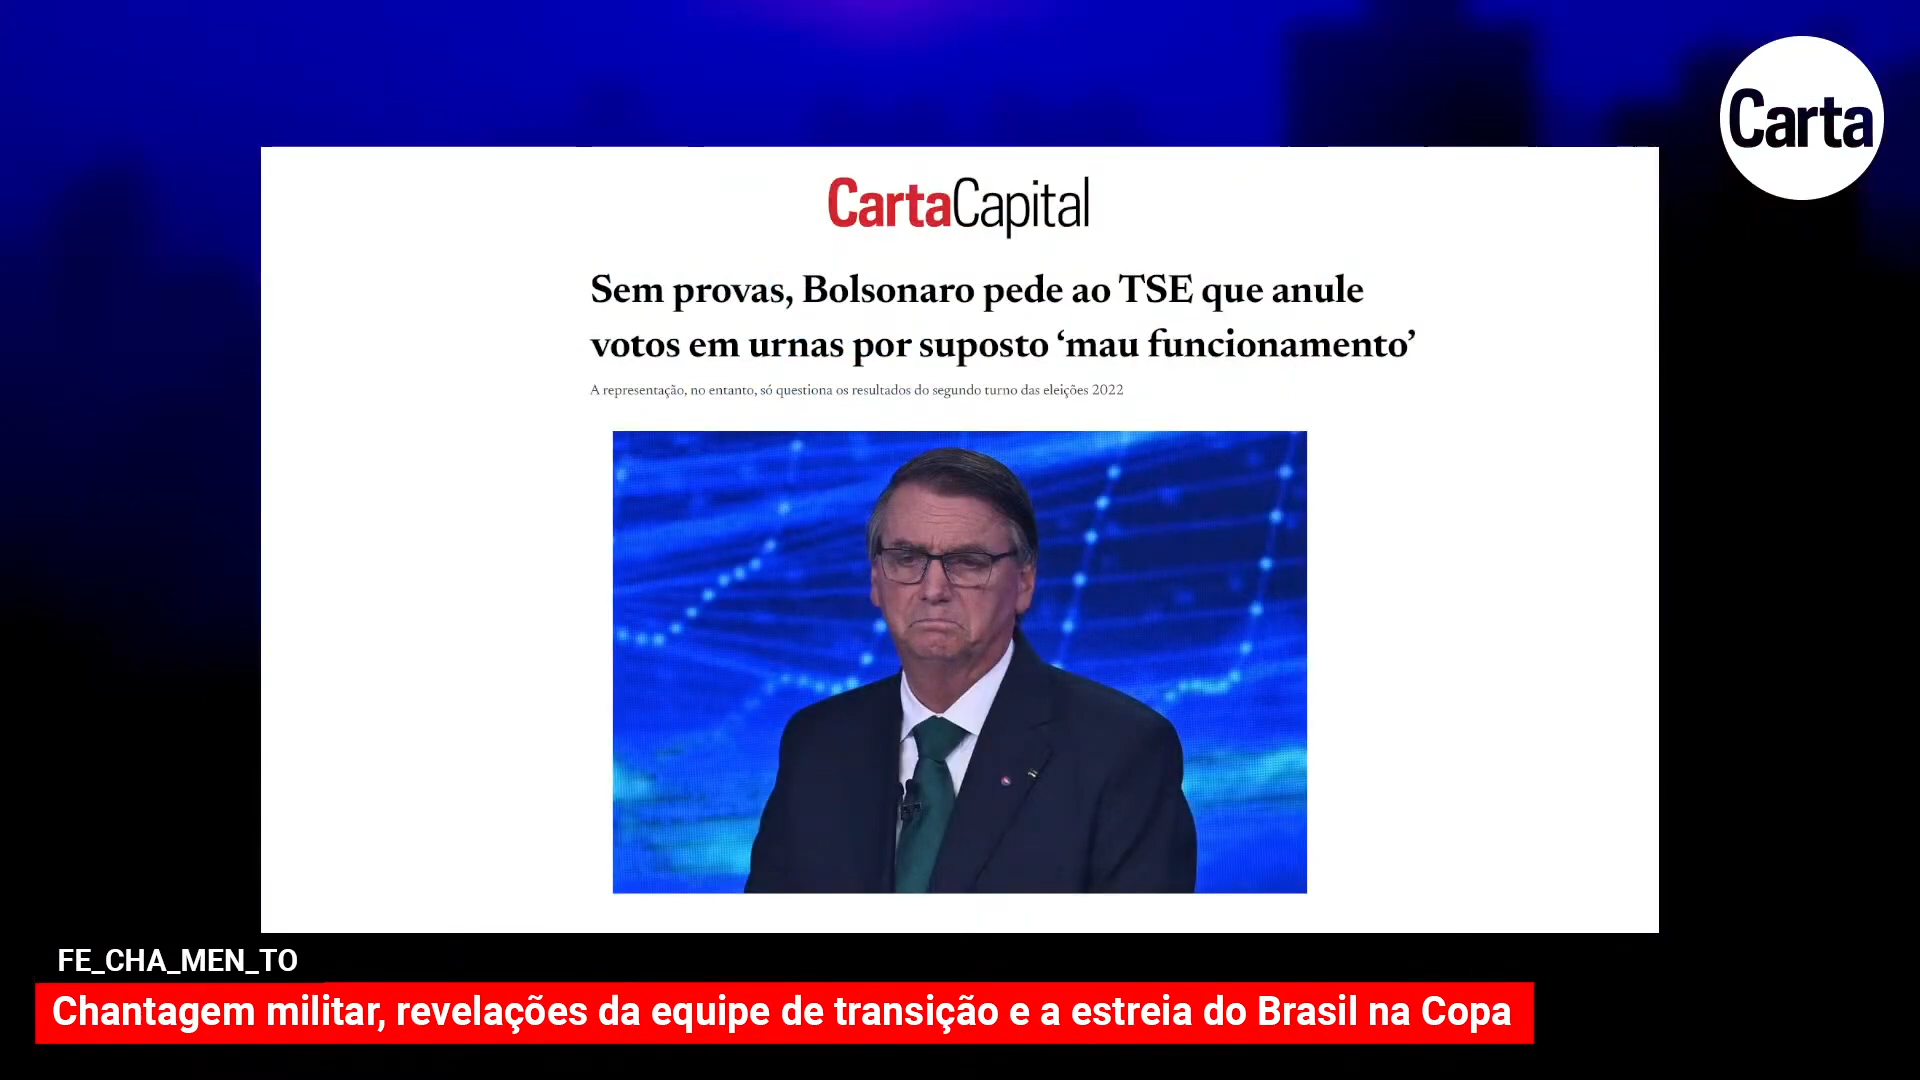 Carta
CartaCapital
Sem provas, Bolsonaro pede ao TSE que anule
votos em urnas por suposto ‘mau funcionamento’
A representação, no entanto, só questiona os resultados do segundo turno das eleições 2022
FE_CHA_MEN_TO
Chantagem militar, revelações da equipe de transição e a estreia do Brasil na Copa